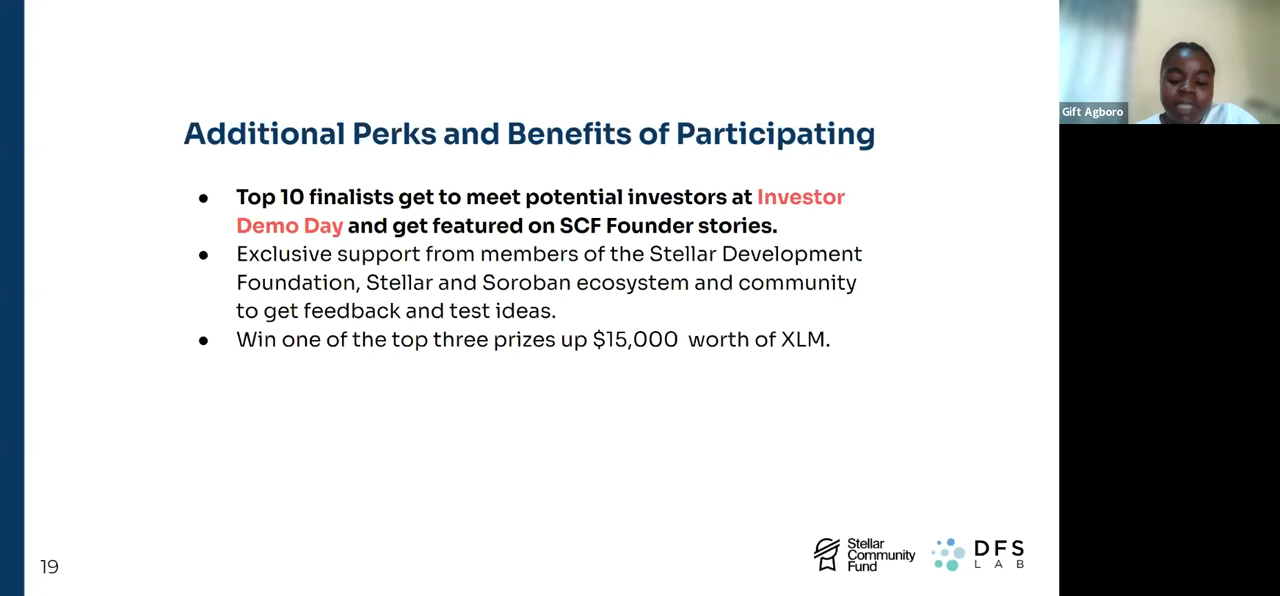 Additional Perks and Benefits of Participating
● Top 10 finalists get to meet potential investors at Investor
Demo Day and get featured on SCF Founder stories.
● Exclusive support from members of the Stellar Development
Foundation, Stellar and Soroban ecosystem and community
to get feedback and test ideas.
● Win one of the top three prizes up $15,000 worth of XLM.
19
Stellar
Community
Fund
DFS
LAB
Gift Agboro